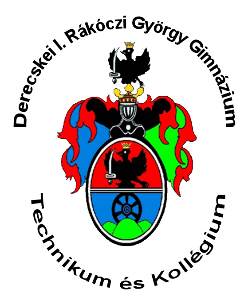 Derecskei I. Rákóczi György Gimnázium
Technikum és Kollégium